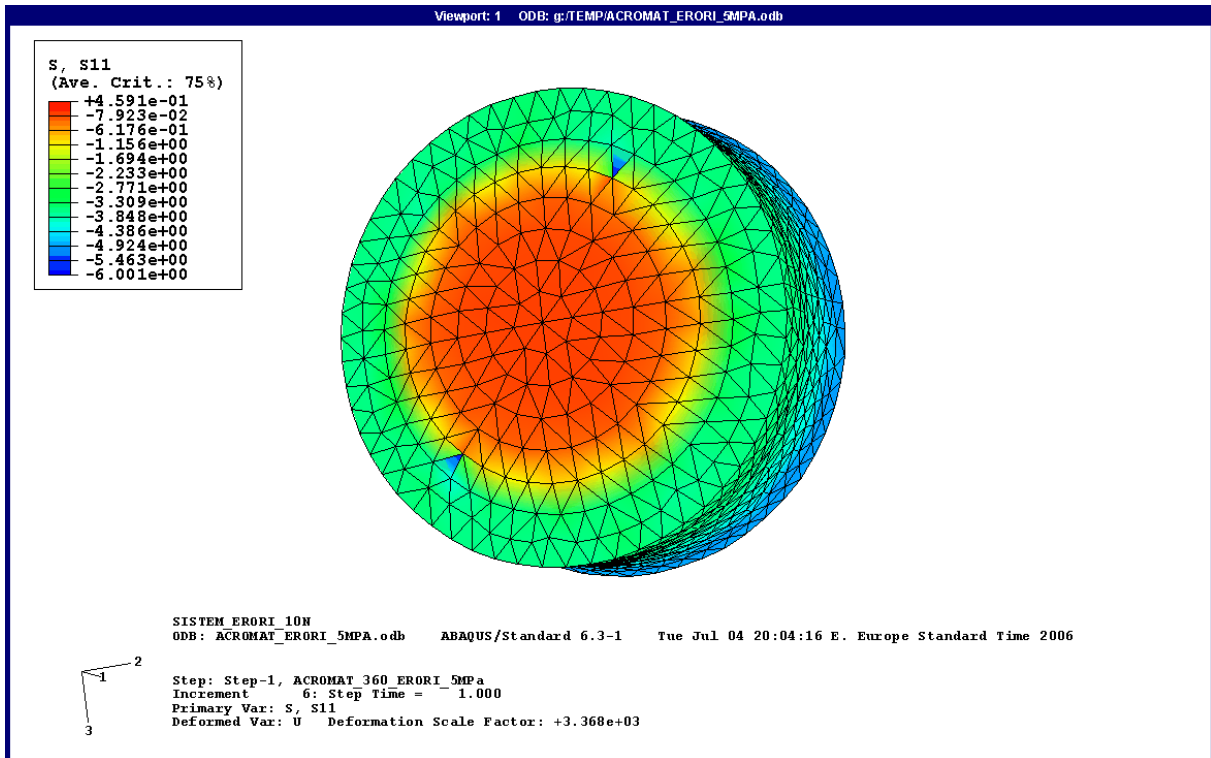 Viewport: 1 ODB: g:/TEMP/ACROMAT_ERORI_5MPA.odb
S, S11
(Ave. Crit.: 75%)
+4.591e-01
-7.923e-02
-6.176e-01
-1.156e+00
-1.694e+00
-2.233e+00
-2.771e+00
-3.309e+00
-3.848e+00
-4.386e+00
-4.924e+00
-5.463e+00
-6.001e+00
SISTEM_ERORI_10N
ODB: ACROMAT_ERORI_5MPA.odb ABAQUS/Standard 6.3-1 Tue Jul 04 20:04:16 E. Europe Standard Time 2006
2
1
3
Step: Step-1, ACROMAT_360_ERORI_5MPa
Increment 6: Step Time = 1.000
Primary Var: S, S11
Deformed Var: U Deformation Scale Factor: +3.368e+03